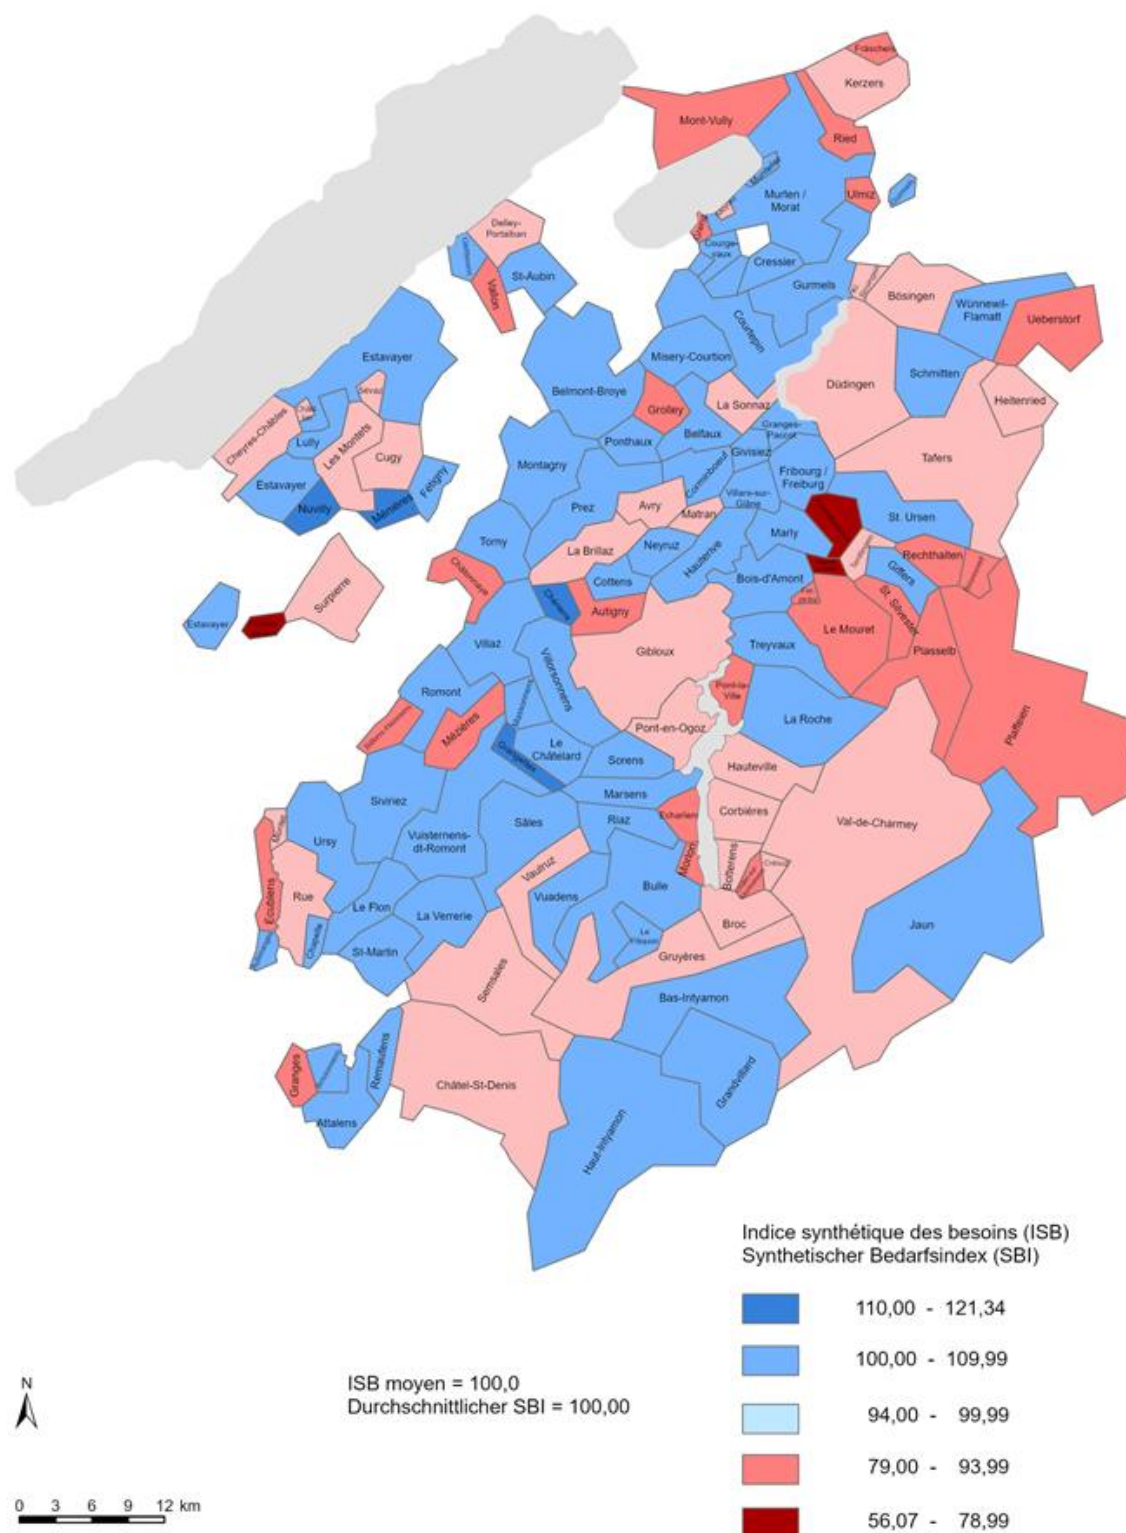 Fräschels
Kerzers
Mont-Vully
Ried
Muntelier
Murten /
Morat
Ulmiz
Delley-
Portalban
Vallon
St-Aubin
Courge-
vaux
Cressier
Gurmels
Bösingen
Wünnewil-
Flamatt
Ueberstorf
Estavayer
Courtepin
Misery-Courtion
Düdingen
Schmitten
Heitenried
Belmont-Broye
Sévaz
Cheyres-Châbles
Lully
Les Montets
Cugy
Grolley
La Sonnaz
Ponthaux
Belfaux
Granges-
Paccot
Givisiez
Tafers
Estavayer
Nuvilly
Ménières
Fétigny
Montagny
Corminboeuf
Fribourg /
Freiburg
Prez
Avry
Matran
Villars-sur-
Glâne
Marly
St. Ursen
Torny
La Brillaz
Neyruz
Hauterive
Rechthalten
Giffers
Châtonnaye
Cottens
Bois-d'Amont
Surpierre
Estavayer
Chénens
Autigny
Le Mouret
St. Silvester
Plasselb
Villaz
Gibloux
Treyvaux
Plaffeien
Romont
Villorsonnens
Massonnens
Pont-la-
Ville
La Roche
Mézières
Pont-en-Ogoz
Grangettes
Le
Châtelard
Sorens
Hauteville
Marsens
Siviriez
Corbières
Sâles
Riaz
Echarlens
Val-de-Charmey
Ursy
Vuisternens-
dt-Romont
Morlon
Vaulruz
Botterens
Crésuz
Ecublens
Rue
Vuadens
Bulle
Le Flon
La Verrerie
Broc
Jaun
Le
Pâquier
Chapelle
St-Martin
Gruyères
Semsales
Bas-Intyamon
Granges
Remaufens
Châtel-St-Denis
Grandvillard
Attalens
Haut-Intyamon
Indice synthétique des besoins (ISB)
Synthetischer Bedarfsindex (SBI)
110,00 - 121,34
100,00 - 109,99
94,00 - 99,99
79,00 - 93,99
56,07 - 78,99
ISB moyen = 100,0
Durchschnittlicher SBI = 100,00
N
0 3 6 9 12 km